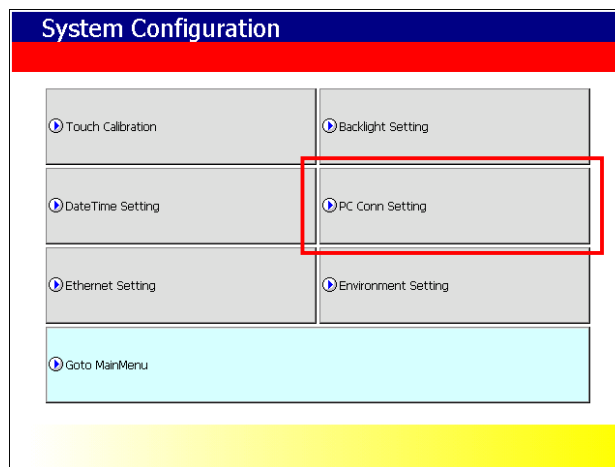 System Configuration
Touch Calibration
Backlight Setting
DateTime Setting
PC Conn Setting
Ethernet Setting
Environment Setting
Goto MainMenu